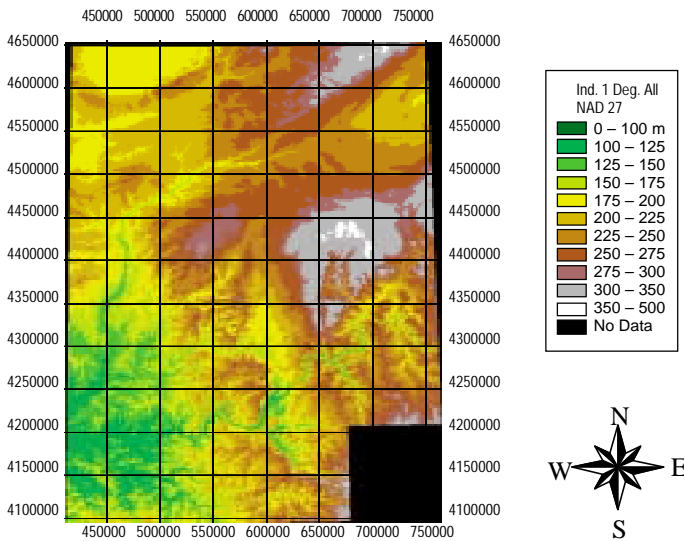 450000 500000 550000 600000 650000 700000 750000
4650000 4650000
4600000 4600000
4550000 4550000
4500000 4500000
4450000 4450000
4400000 4400000
4350000 4350000
4300000 4300000
4250000 4250000
4200000 4200000
4150000 4150000
4100000 4100000
450000 500000 550000 600000 650000 700000 750000
Ind. 1 Deg. All
NAD 27
0 – 100 m
100 – 125
125 – 150
150 – 175
175 – 200
200 – 225
225 – 250
250 – 275
275 – 300
300 – 350
350 – 500
No Data
N
W E
S